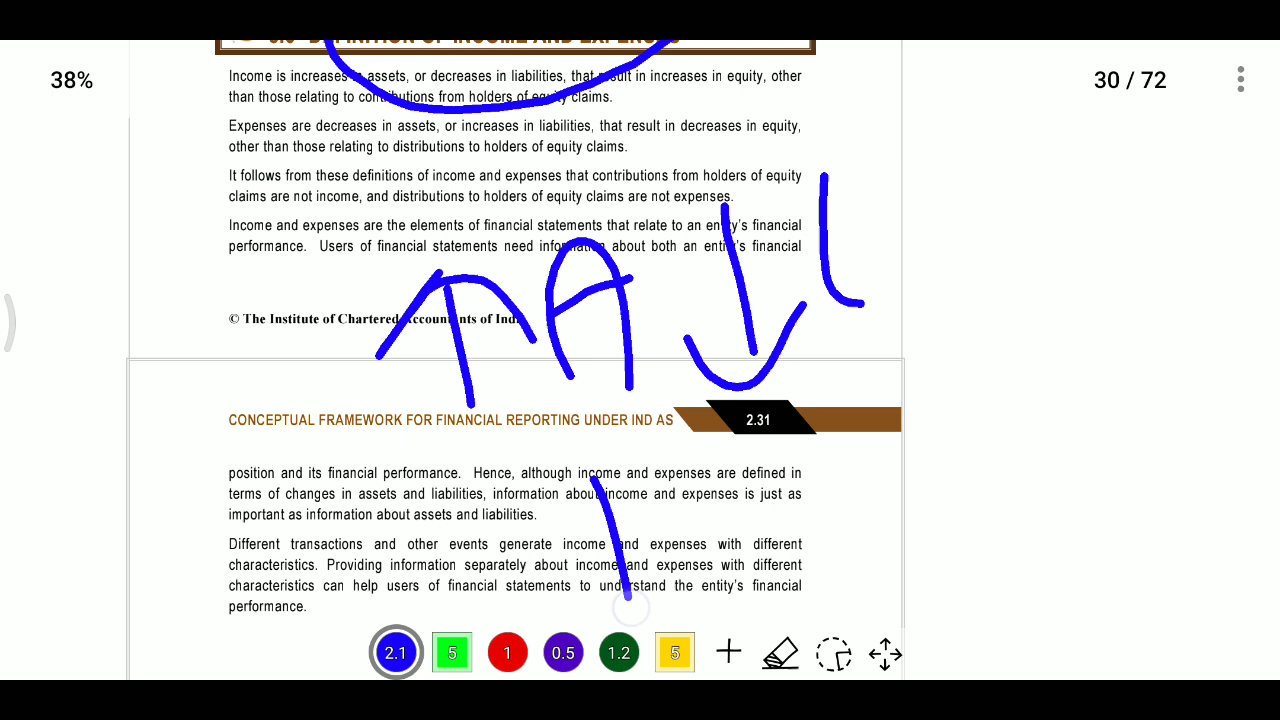 38%
30 / 72
DEFINITION OF INCOME AND EXPENSES
Income is increases in assets, or decreases in liabilities, that result in increases in equity, other
than those relating to contributions from holders of equity claims.
Expenses are decreases in assets, or increases in liabilities, that result in decreases in equity,
other than those relating to distributions to holders of equity claims.
It follows from these definitions of income and expenses that contributions from holders of equity
claims are not income, and distributions to holders of equity claims are not expenses.
Income and expenses are the elements of financial statements that relate to an entity's financial
performance. Users of financial statements need information about both an entity's financial
↑ A ↓ L
© The Institute of Chartered Accountants of India
CONCEPTUAL FRAMEWORK FOR FINANCIAL REPORTING UNDER IND AS 2.31
position and its financial performance. Hence, although income and expenses are defined in
terms of changes in assets and liabilities, information about income and expenses is just as
important as information about assets and liabilities.
Different transactions and other events generate income and expenses with different
characteristics. Providing information separately about income and expenses with different
characteristics can help users of financial statements to understand the entity's financial
performance.
2.1 5 1 0.5 1.2 5